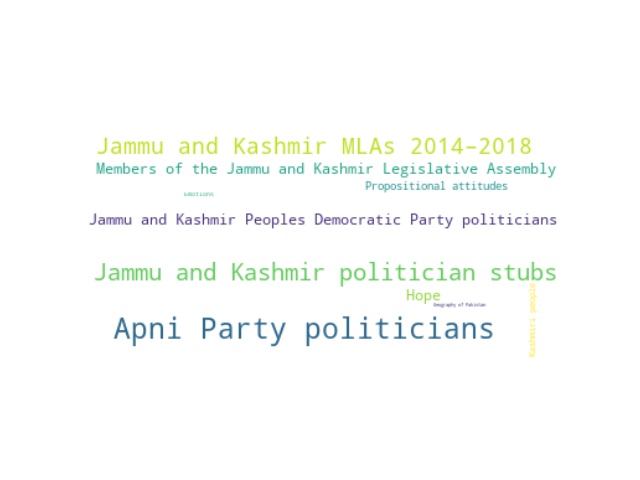 Jammu and Kashmir MLAs 2014-2018
Members of the Jammu and Kashmir Legislative Assembly
Propositional attitudes
Emotions
Jammu and Kashmir Peoples Democratic Party politicians
Jammu and Kashmir politician stubs
Hope
Geography of Pakistan
Kashmiri people
Apni Party politicians